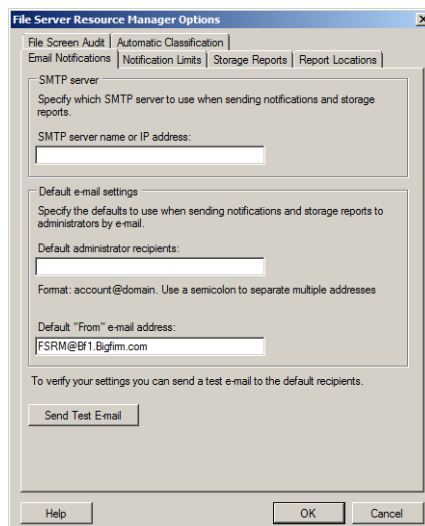 File Server Resource Manager Options
File Screen Audit
Automatic Classification
Email Notifications
Notification Limits
Storage Reports
Report Locations
SMTP server
Specify which SMTP server to use when sending notifications and storage
reports.
SMTP server name or IP address:
Default e-mail settings
Specify the defaults to use when sending notifications and storage reports to
administrators by e-mail.
Default administrator recipients:
Format: account@domain. Use a semicolon to separate multiple addresses
Default "From" e-mail address:
FSRM@Bf1.Bigfirm.com
To verify your settings you can send a test e-mail to the default recipients.
Send Test E-mail
Help
OK
Cancel